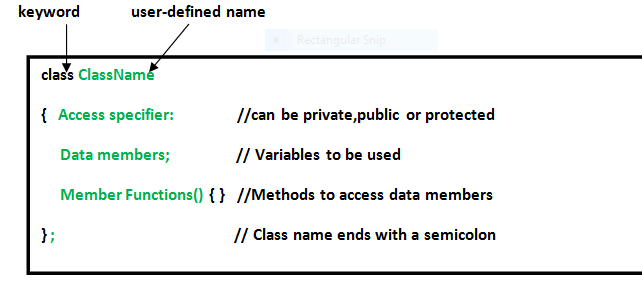 keyword user-defined name
Rectangular Snip
class ClassName
{ Access specifier: //can be private,public or protected
Data members; // Variables to be used
Member Functions() { } //Methods to access data members
} ; // Class name ends with a semicolon